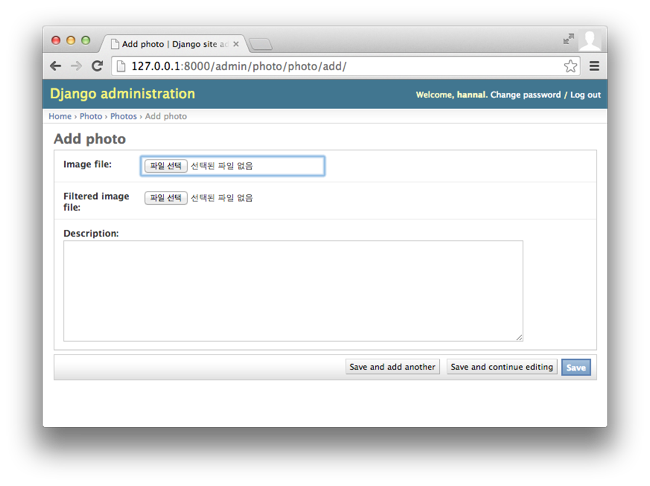 Add photo | Django site ad
127.0.0.1:8000/admin/photo/photo/add/
Django administration
Welcome, hannal. Change password / Log out
Home › Photo › Photos › Add photo
Add photo
Image file: 파일 선택 선택된 파일 없음
Filtered image file: 파일 선택 선택된 파일 없음
Description:
Save and add another Save and continue editing Save